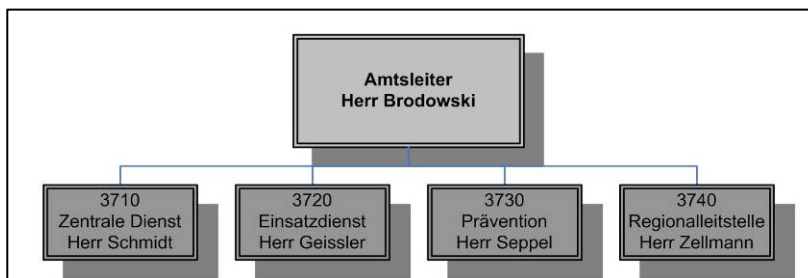 Amtsleiter
Herr Brodowski
3710
Zentrale Dienst
Herr Schmidt
3720
Einsatzdienst
Herr Geissler
3730
Prävention
Herr Seppel
3740
Regionalleitstelle
Herr Zellmann